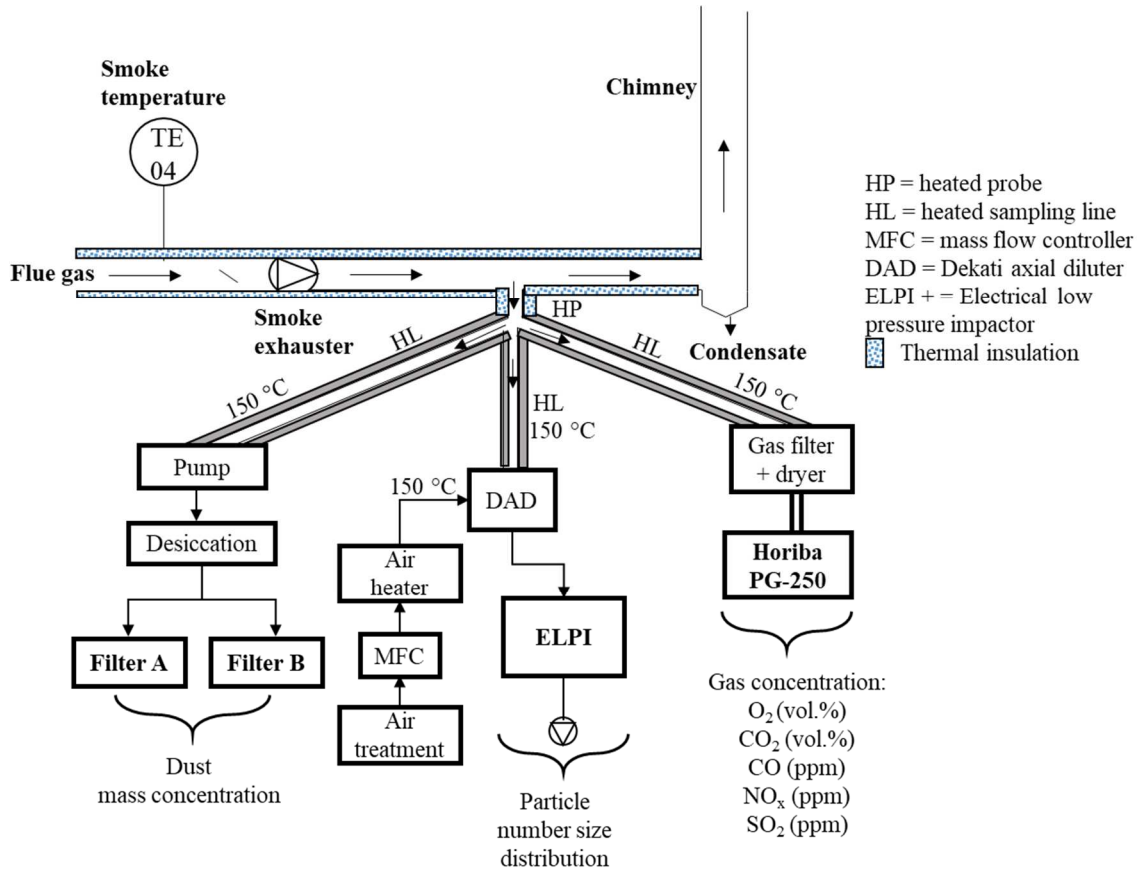 Smoke
temperature
TE
04
Chimney
Flue gas
Smoke
exhauster
HP
Condensate
HP = heated probe
HL = heated sampling line
MFC = mass flow controller
DAD = Dekati axial diluter
ELPI + = Electrical low
pressure impactor
Thermal insulation
HL
150 °C
HL
150 °C
HL
150 °C
Pump
Desiccation
Filter A
Filter B
Dust
mass concentration
150 °C
DAD
Air
heater
MFC
Air
treatment
ELPI
Particle
number size
distribution
Gas filter
+ dryer
Horiba
PG-250
Gas concentration:
O₂ (vol.%)
CO₂ (vol.%)
CO (ppm)
NOₓ (ppm)
SO₂ (ppm)